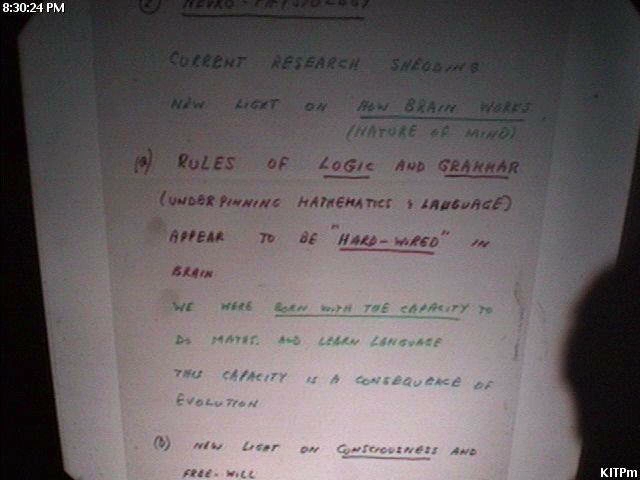 8:30:24 PM
(2) NEURO-PHYSIOLOGY
CURRENT RESEARCH SHEDDING
NEW LIGHT ON HOW BRAIN WORKS
(NATURE OF MIND)
(a) RULES OF LOGIC AND GRAMMAR
(UNDERPINNING MATHEMATICS & LANGUAGE)
APPEAR TO BE "HARD-WIRED" IN
BRAIN
WE WERE BORN WITH THE CAPACITY TO
DO MATHS. AND LEARN LANGUAGE
THIS CAPACITY IS A CONSEQUENCE OF
EVOLUTION
(b) NEW LIGHT ON CONSCIOUSNESS AND
FREE-WILL
KITPm